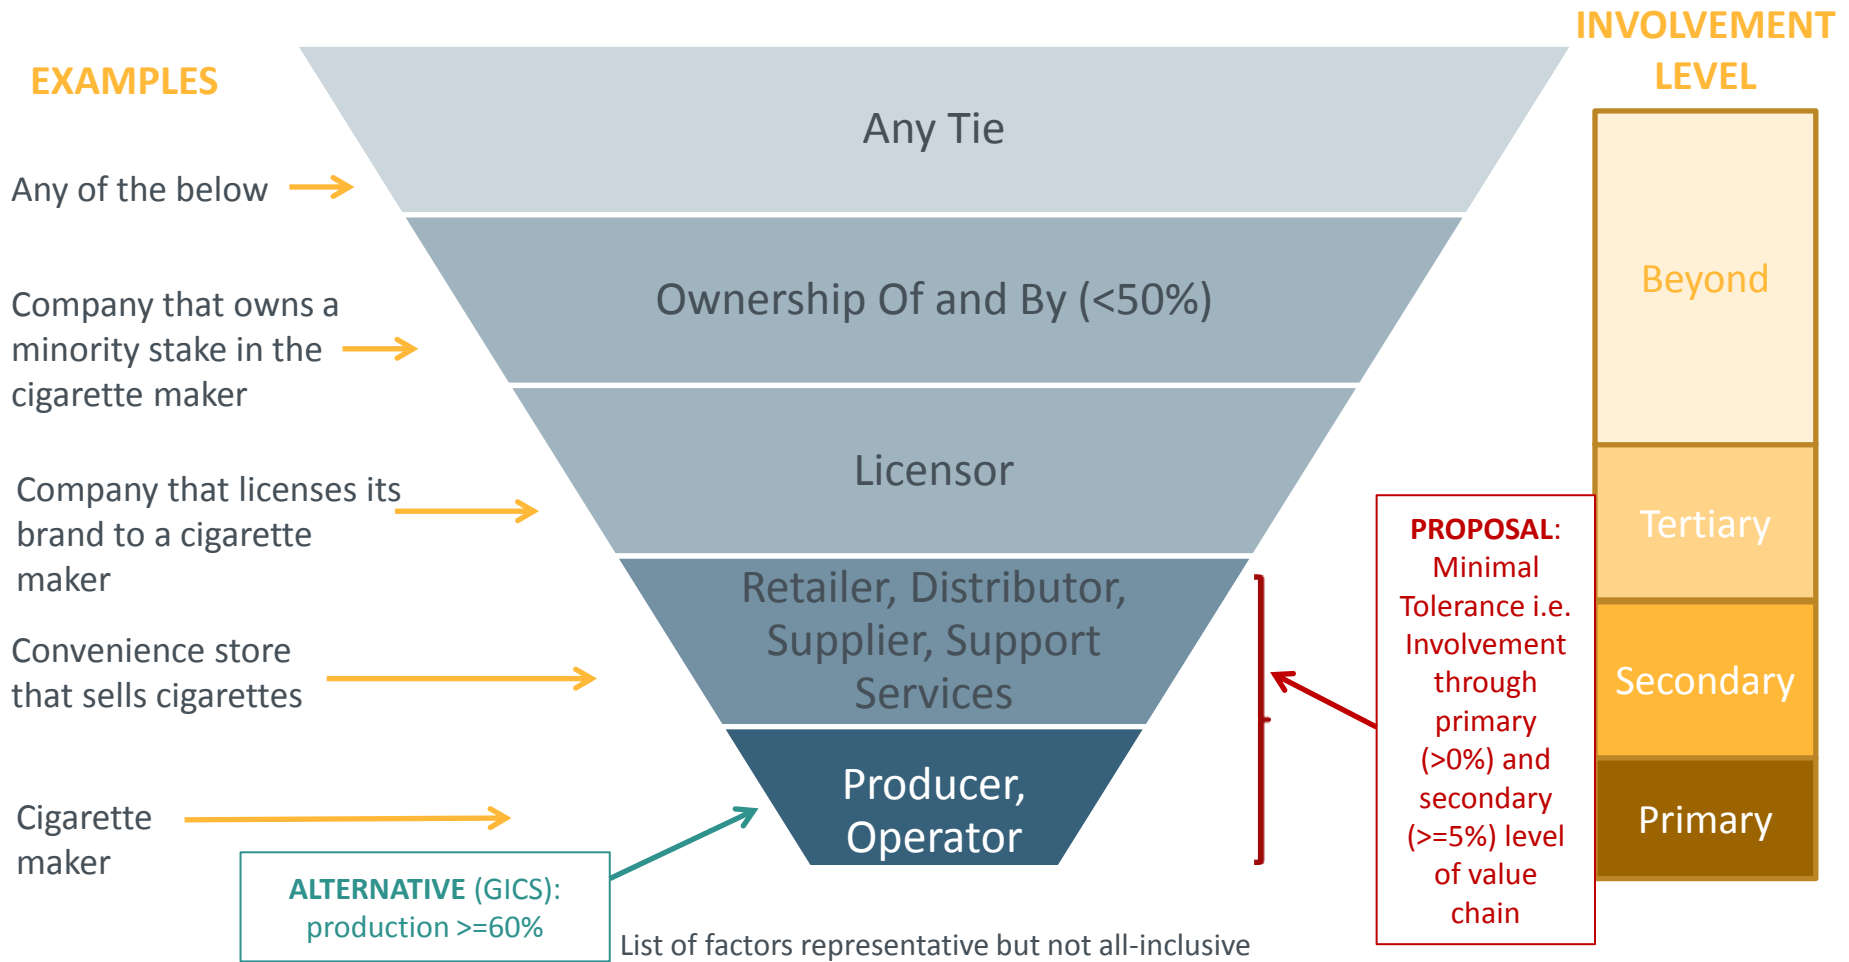 EXAMPLES
INVOLVEMENT
LEVEL
Any Tie
Any of the below
Ownership Of and By (<50%)
Company that owns a
minority stake in the
cigarette maker
Licensor
Company that licenses its
brand to a cigarette
maker
Retailer, Distributor,
Supplier, Support
Services
Convenience store
that sells cigarettes
Producer,
Operator
Cigarette
maker
ALTERNATIVE (GICS):
production >=60%
PROPOSAL:
Minimal
Tolerance i.e.
Involvement
through
primary
(>0%) and
secondary
(>=5%) level
of value
chain
Beyond
Tertiary
Secondary
Primary
List of factors representative but not all-inclusive